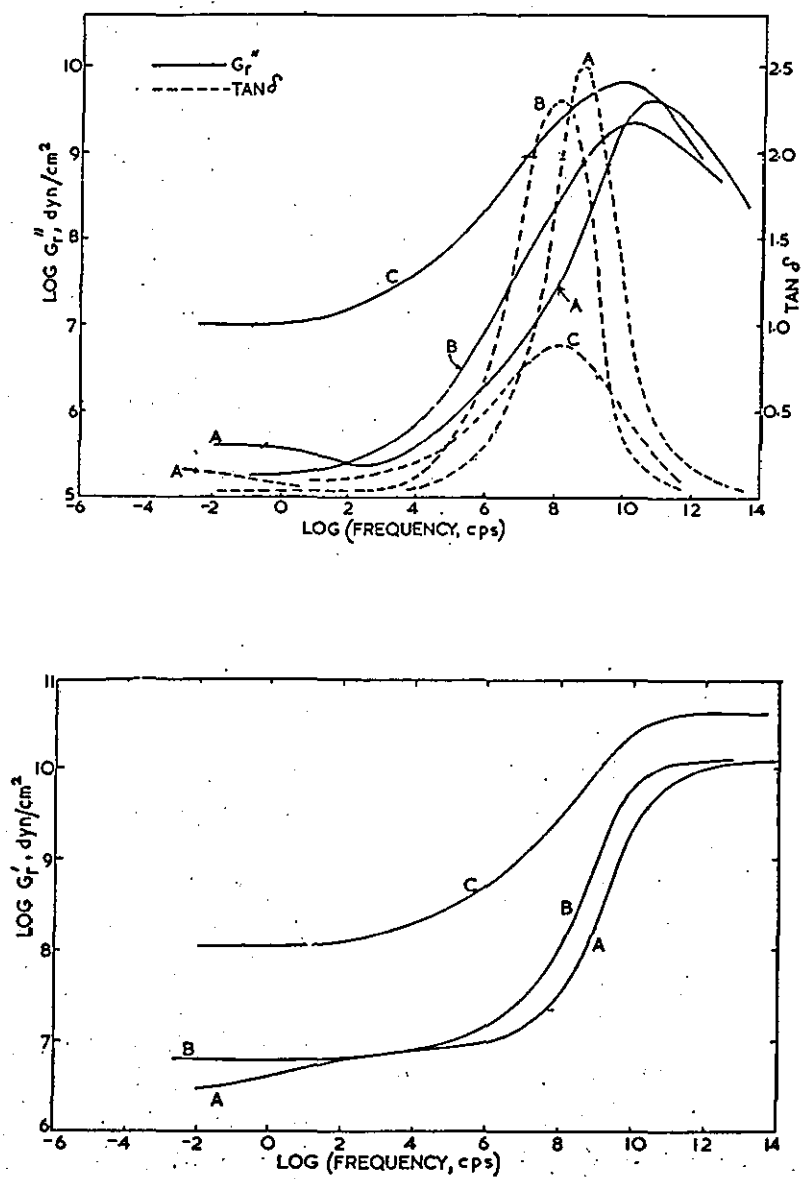 Gr″
TAN δ
A
B
C
B
A
C
A
A
10
9
8
7
6
5
LOG Gr″, dyn/cm²
2.5
2.0
1.5
1.0
0.5
TAN δ
-6 -4 -2 0 2 4 6 8 10 12 14
LOG (FREQUENCY, cps)
11
10
9
8
7
6
LOG Gr′, dyn/cm²
C
B
A
B
A
-6 -4 -2 0 2 4 6 8 10 12 14
LOG (FREQUENCY, cps)